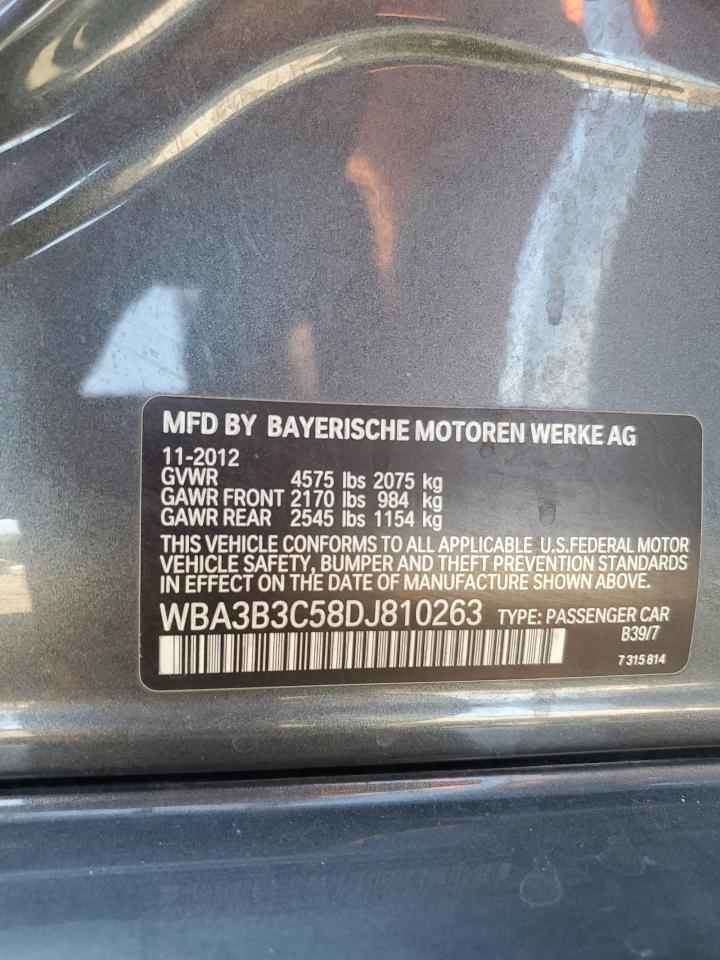 MFD BY BAYERISCHE MOTOREN WERKE AG
11-2012
GVWR 4575 lbs 2075 kg
GAWR FRONT 2170 lbs 984 kg
GAWR REAR 2545 lbs 1154 kg
THIS VEHICLE CONFORMS TO ALL APPLICABLE U.S.FEDERAL MOTOR
VEHICLE SAFETY, BUMPER AND THEFT PREVENTION STANDARDS
IN EFFECT ON THE DATE OF MANUFACTURE SHOWN ABOVE.
WBA3B3C58DJ810263 TYPE: PASSENGER CAR
B39/7
7 315 814